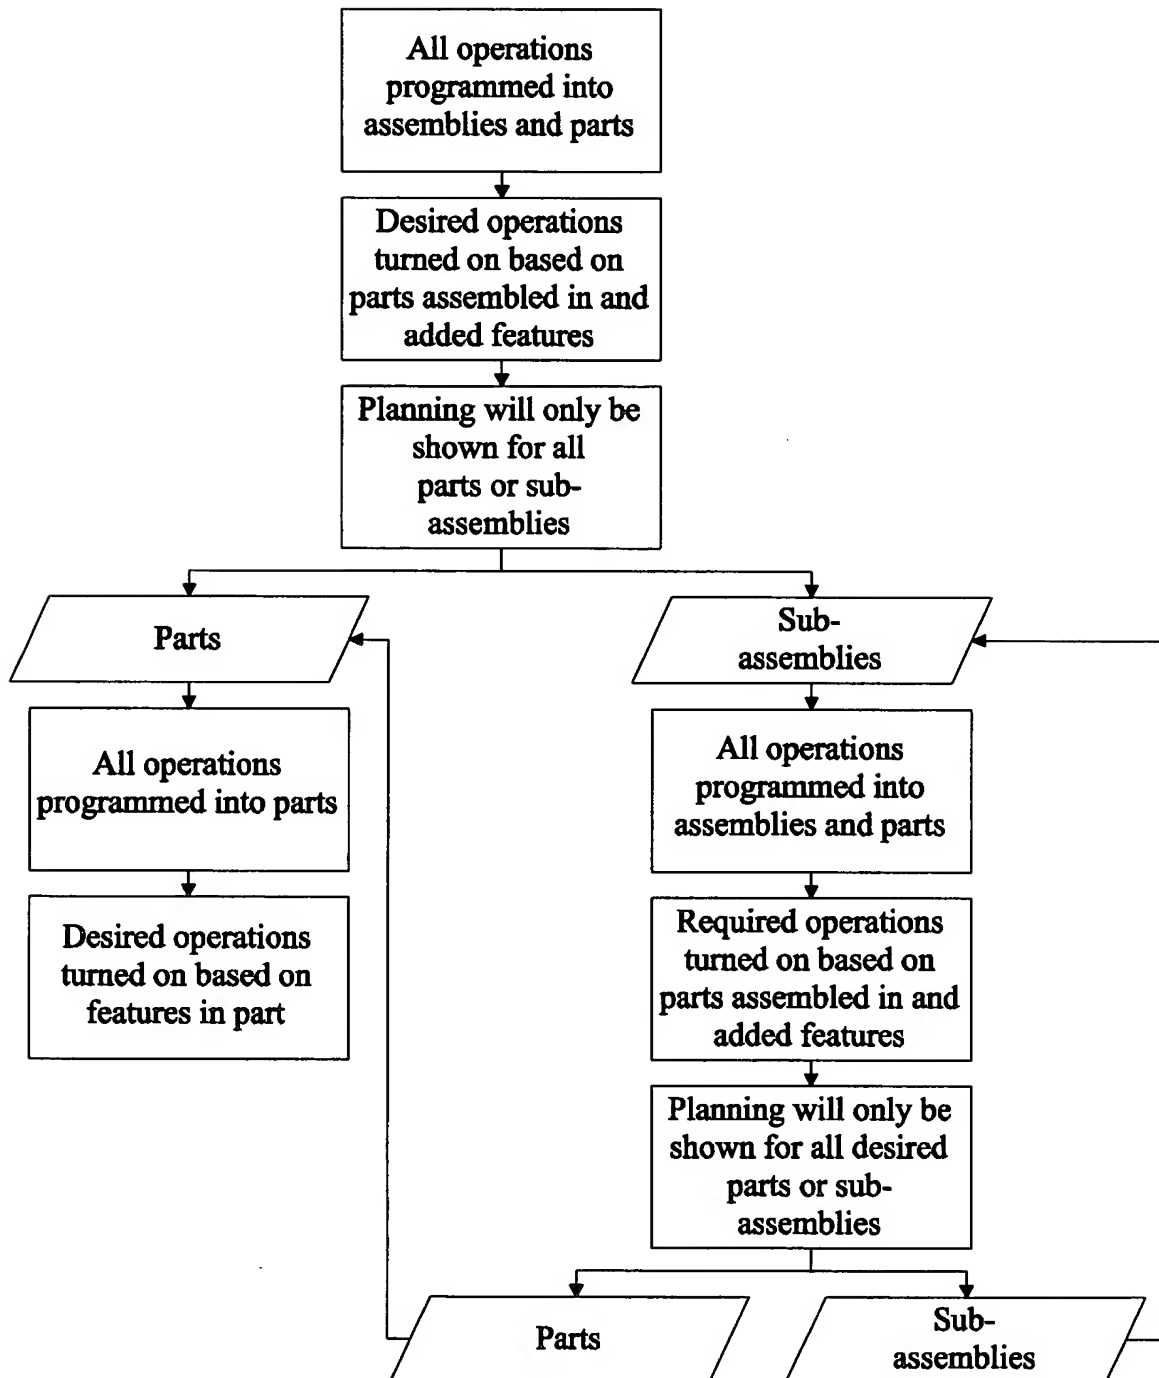 All operations
programmed into
assemblies and parts
Desired operations
turned on based on
parts assembled in and
added features
Planning will only be
shown for all
parts or sub-
assemblies
Parts
Sub-
assemblies
All operations
programmed into parts
Desired operations
turned on based on
features in part
All operations
programmed into
assemblies and parts
Required operations
turned on based on
parts assembled in and
added features
Planning will only be
shown for all desired
parts or sub-
assemblies
Parts
Sub-
assemblies